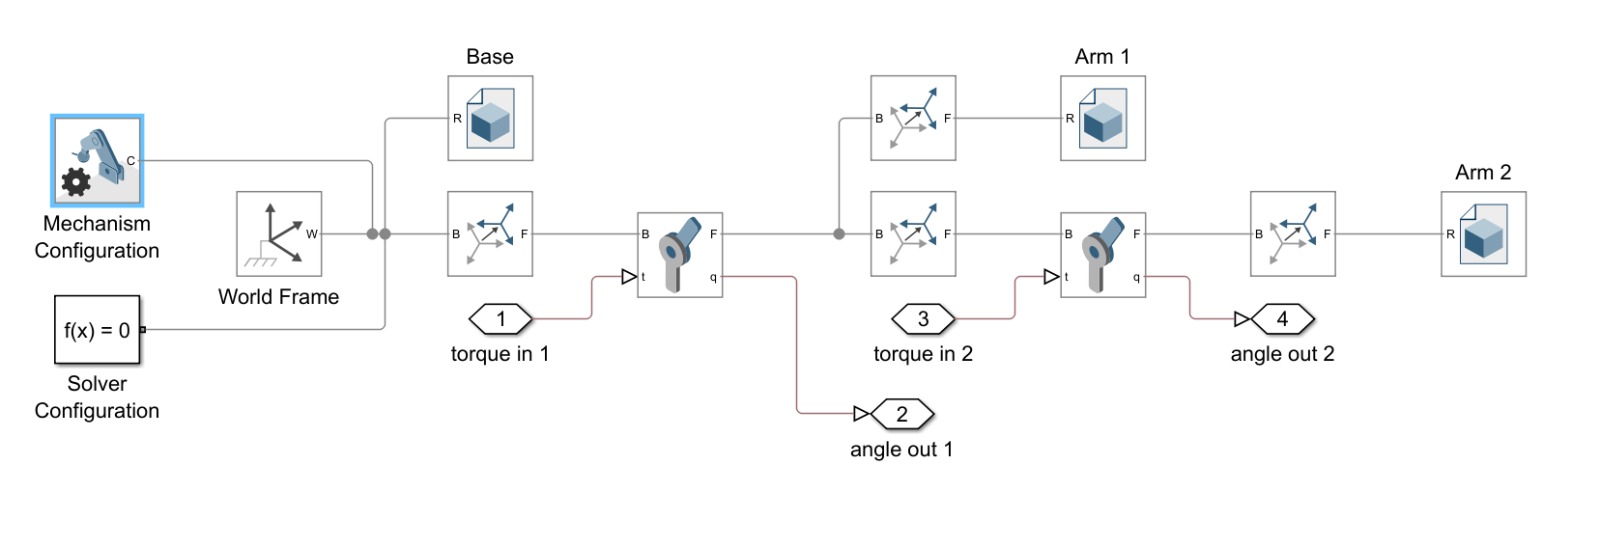 Base
Arm 1
R
B
F
R
C
Mechanism
Configuration
W
World Frame
B
F
B
F
t
q
B
F
B
F
t
q
B
F
Arm 2
R
1
torque in 1
3
torque in 2
4
angle out 2
f(x) = 0
Solver
Configuration
2
angle out 1